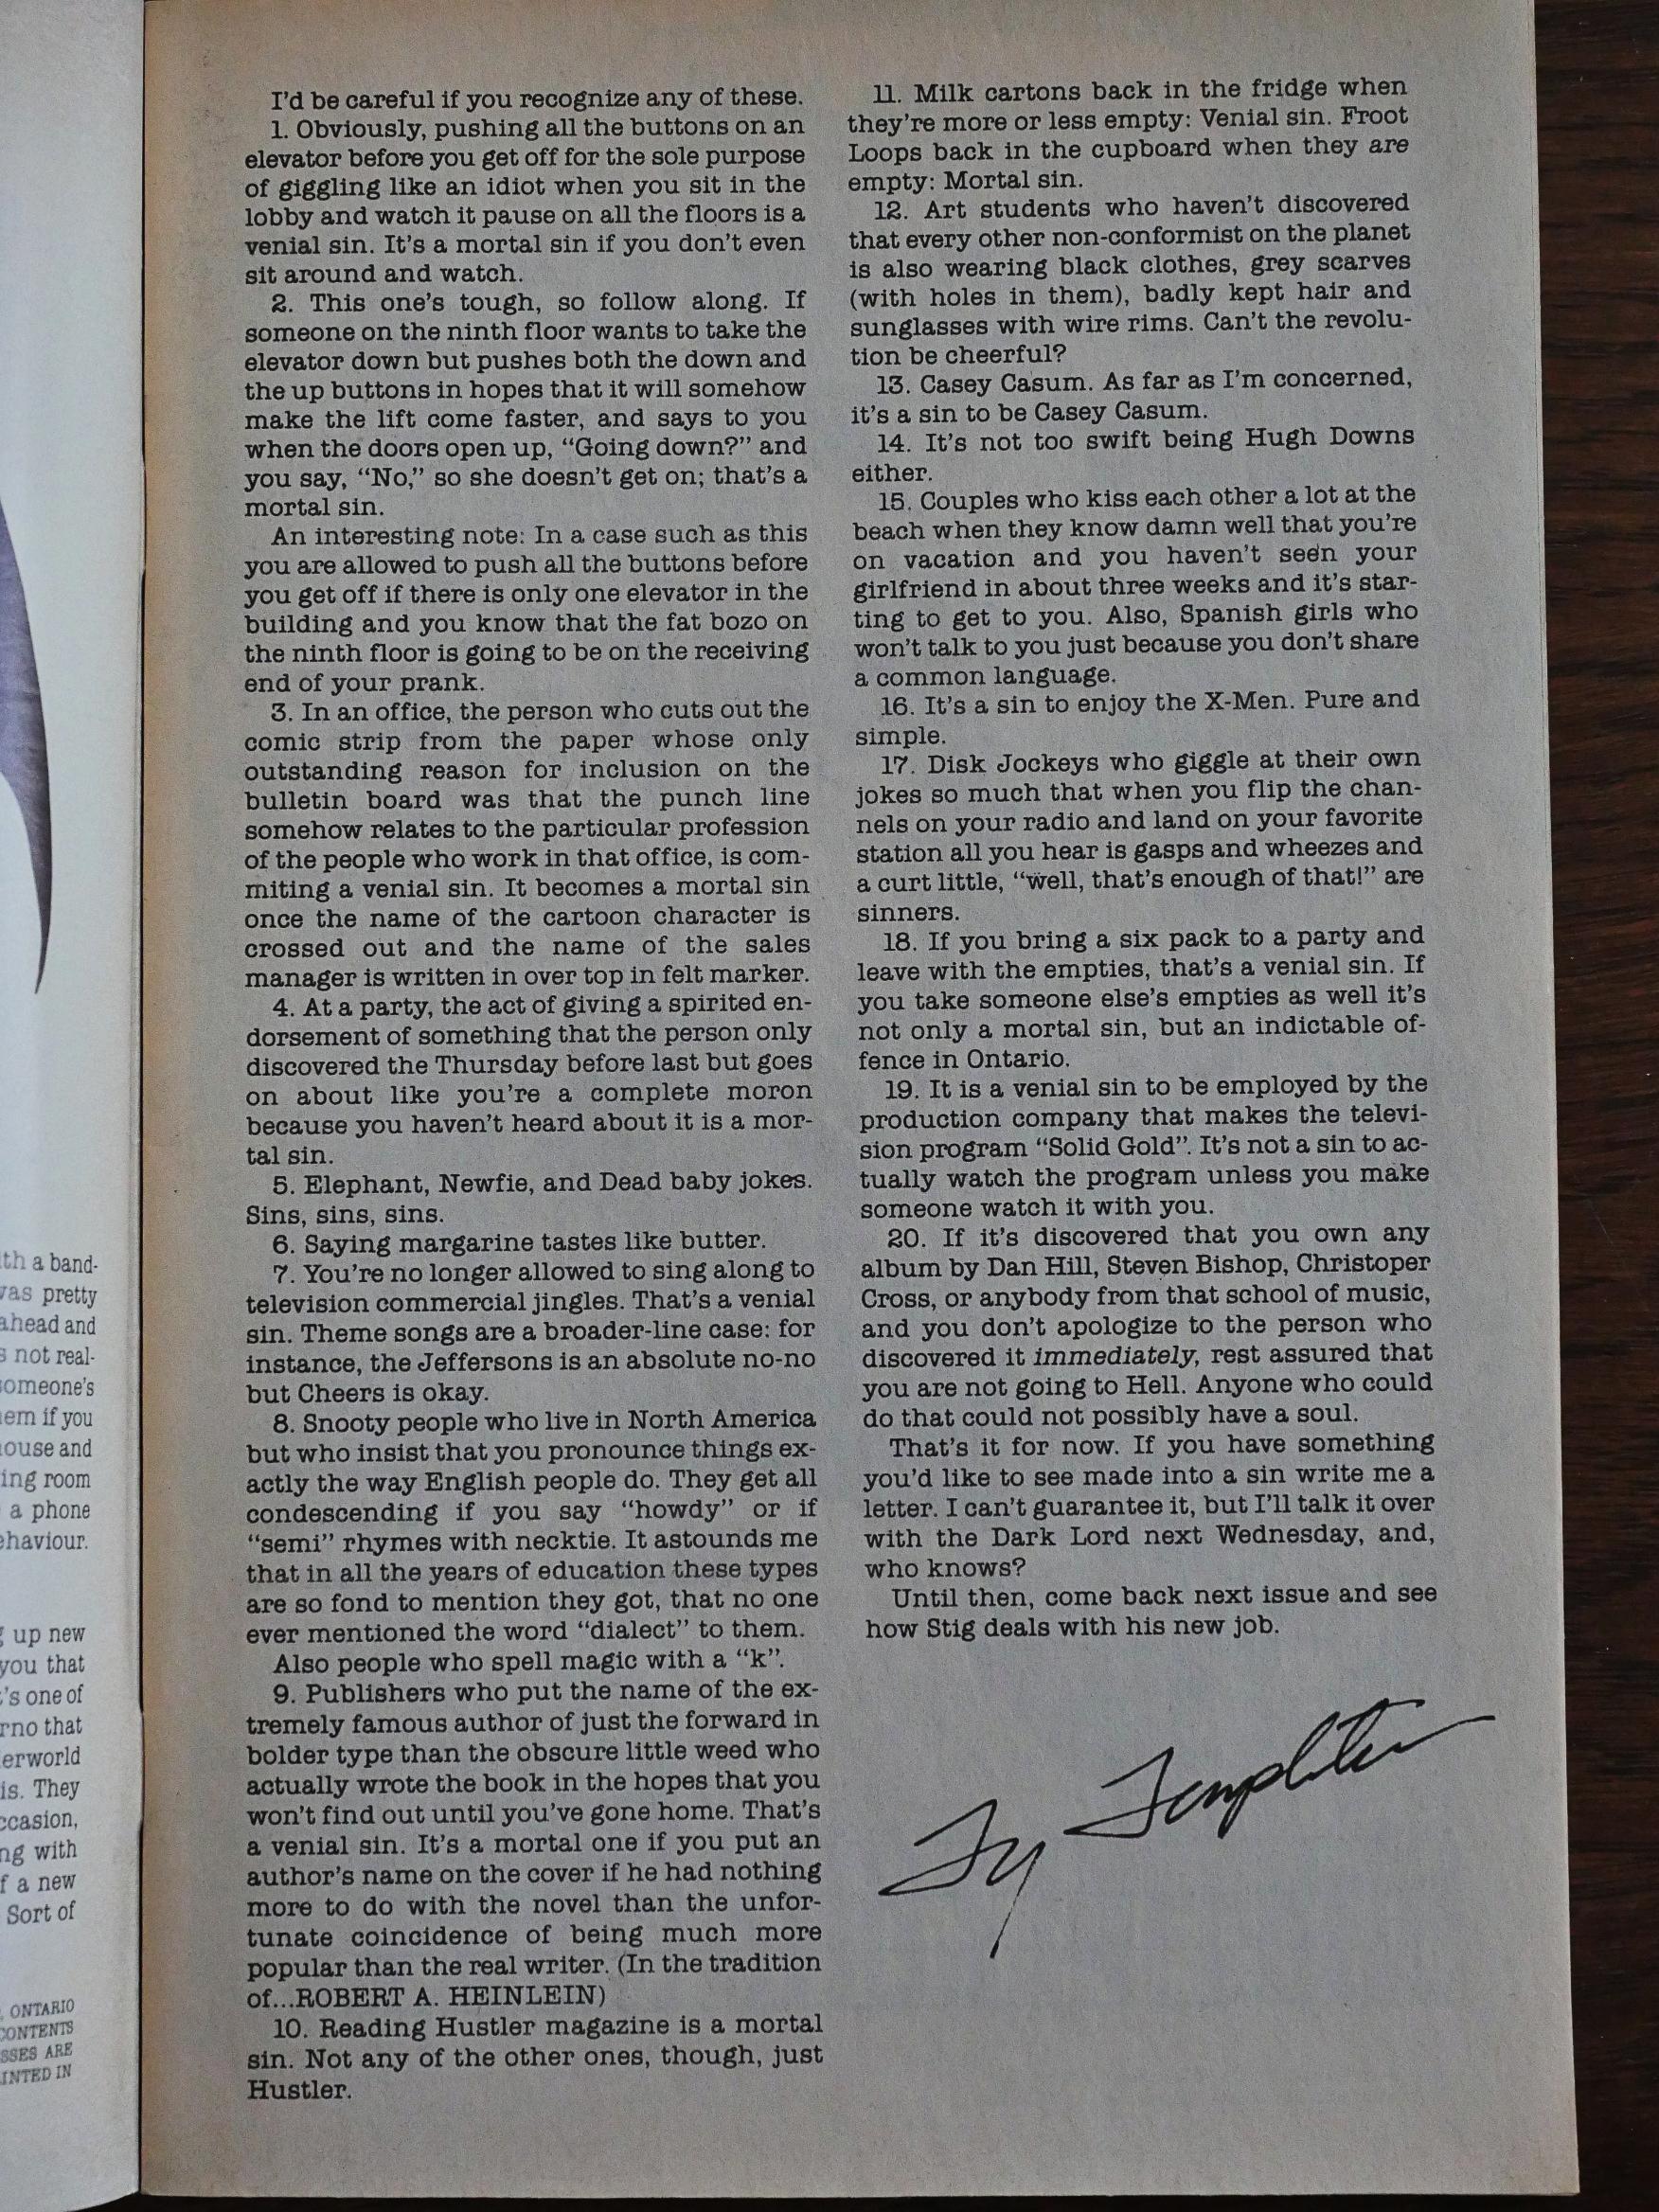 th a band-
was pretty
ahead and
s not real-
someone's
em if you
ouse and
ing room
a phone
ehaviour.
up new
you that
's one of
rno that
erworld
is. They
ccasion,
ng with
f a new
Sort of
ONTARIO
CONTENTS
SSES ARE
INTED IN
I'd be careful if you recognize any of these.
1. Obviously, pushing all the buttons on an
elevator before you get off for the sole purpose
of giggling like an idiot when you sit in the
lobby and watch it pause on all the floors is a
venial sin. It's a mortal sin if you don't even
sit around and watch.
2. This one's tough, so follow along. If
someone on the ninth floor wants to take the
elevator down but pushes both the down and
the up buttons in hopes that it will somehow
make the lift come faster, and says to you
when the doors open up, "Going down?" and
you say, "No," so she doesn't get on; that's a
mortal sin.
An interesting note: In a case such as this
you are allowed to push all the buttons before
you get off if there is only one elevator in the
building and you know that the fat bozo on
the ninth floor is going to be on the receiving
end of your prank.
3. In an office, the person who cuts out the
comic strip from the paper whose only
outstanding reason for inclusion on the
bulletin board was that the punch line
somehow relates to the particular profession
of the people who work in that office, is com-
miting a venial sin. It becomes a mortal sin
once the name of the cartoon character is
crossed out and the name of the sales
manager is written in over top in felt marker.
4. At a party, the act of giving a spirited en-
dorsement of something that the person only
discovered the Thursday before last but goes
on about like you're a complete moron
because you haven't heard about it is a mor-
tal sin.
5. Elephant, Newfie, and Dead baby jokes.
Sins, sins, sins.
6. Saying margarine tastes like butter.
7. You're no longer allowed to sing along to
television commercial jingles. That's a venial
sin. Theme songs are a broader-line case: for
instance, the Jeffersons is an absolute no-no
but Cheers is okay.
8. Snooty people who live in North America
but who insist that you pronounce things ex-
actly the way English people do. They get all
condescending if you say "howdy" or if
"semi" rhymes with necktie. It astounds me
that in all the years of education these types
are so fond to mention they got, that no one
ever mentioned the word "dialect" to them.
Also people who spell magic with a "k".
9. Publishers who put the name of the ex-
tremely famous author of just the forward in
bolder type than the obscure little weed who
actually wrote the book in the hopes that you
won't find out until you've gone home. That's
a venial sin. It's a mortal one if you put an
author's name on the cover if he had nothing
more to do with the novel than the unfor-
tunate coincidence of being much more
popular than the real writer. (In the tradition
of...ROBERT A. HEINLEIN)
10. Reading Hustler magazine is a mortal
sin. Not any of the other ones, though, just
Hustler.
11. Milk cartons back in the fridge when
they're more or less empty: Venial sin. Froot
Loops back in the cupboard when they are
empty: Mortal sin.
12. Art students who haven't discovered
that every other non-conformist on the planet
is also wearing black clothes, grey scarves
(with holes in them), badly kept hair and
sunglasses with wire rims. Can't the revolu-
tion be cheerful?
13. Casey Casum. As far as I'm concerned,
it's a sin to be Casey Casum.
14. It's not too swift being Hugh Downs
either.
15. Couples who kiss each other a lot at the
beach when they know damn well that you're
on vacation and you haven't seen your
girlfriend in about three weeks and it's star-
ting to get to you. Also, Spanish girls who
won't talk to you just because you don't share
a common language.
16. It's a sin to enjoy the X-Men. Pure and
simple.
17. Disk Jockeys who giggle at their own
jokes so much that when you flip the chan-
nels on your radio and land on your favorite
station all you hear is gasps and wheezes and
a curt little, "well, that's enough of that!" are
sinners.
18. If you bring a six pack to a party and
leave with the empties, that's a venial sin. If
you take someone else's empties as well it's
not only a mortal sin, but an indictable of-
fence in Ontario.
19. It is a venial sin to be employed by the
production company that makes the televi-
sion program "Solid Gold". It's not a sin to ac-
tually watch the program unless you make
someone watch it with you.
20. If it's discovered that you own any
album by Dan Hill, Steven Bishop, Christoper
Cross, or anybody from that school of music,
and you don't apologize to the person who
discovered it immediately, rest assured that
you are not going to Hell. Anyone who could
do that could not possibly have a soul.
That's it for now. If you have something
you'd like to see made into a sin write me a
letter. I can't guarantee it, but I'll talk it over
with the Dark Lord next Wednesday, and,
who knows?
Until then, come back next issue and see
how Stig deals with his new job.
Ty Templeton